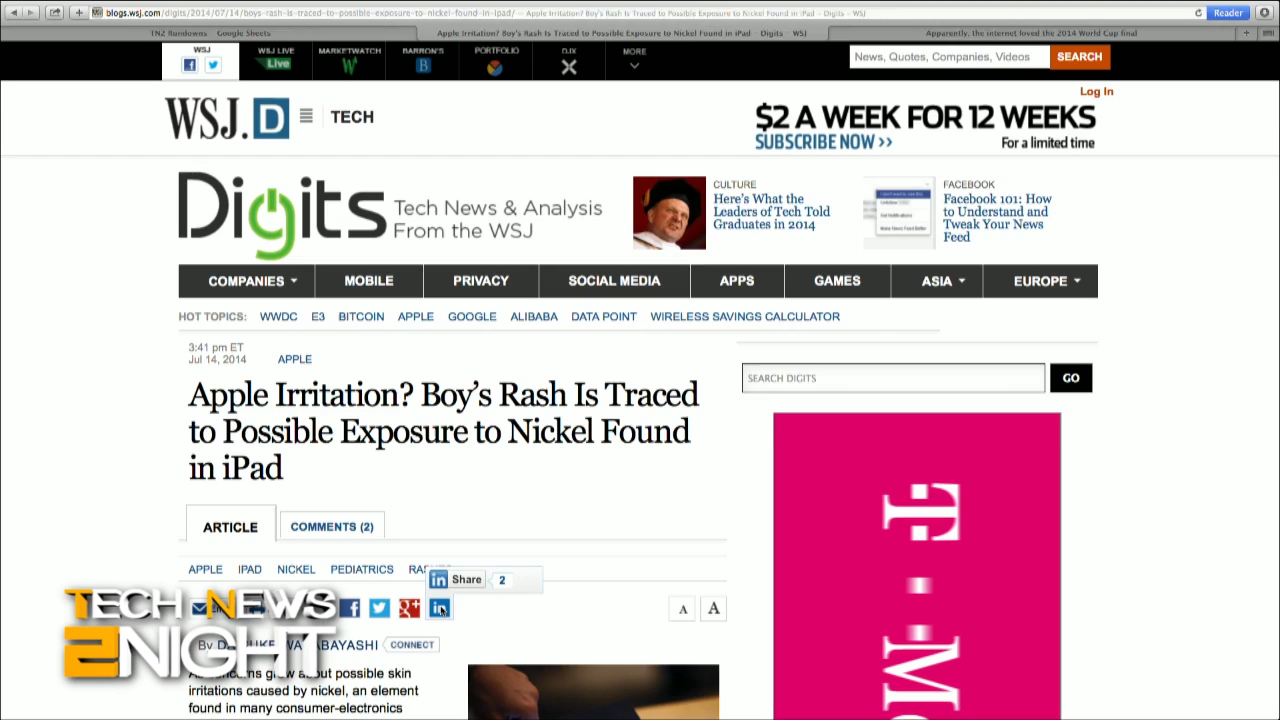 blogs.wsj.com/digits/2014/07/14/boys-rash-is-traced-to-possible-exposure-to-nickel-found-in-ipad/ — Apple Irritation? Boy's Rash Is Traced to Possible Exposure to Nickel Found in iPad - Digits - WSJ
Reader
TN2 Rundowns - Google Sheets
Apple Irritation? Boy's Rash Is Traced to Possible Exposure to Nickel Found in iPad - Digits - WSJ
Apparently, the internet loved the 2014 World Cup final
WSJ
WSJ LIVE
Live
MARKETWATCH
W
BARRON'S
B
PORTFOLIO
DJX
MORE
News, Quotes, Companies, Videos
SEARCH
Log In
WSJ.D
TECH
$2 A WEEK FOR 12 WEEKS
SUBSCRIBE NOW >>
For a limited time
Digits
Tech News & Analysis
From the WSJ
CULTURE
Here's What the
Leaders of Tech Told
Graduates in 2014
FACEBOOK
Facebook 101: How
to Understand and
Tweak Your News
Feed
COMPANIES
MOBILE
PRIVACY
SOCIAL MEDIA
APPS
GAMES
ASIA
EUROPE
HOT TOPICS: WWDC E3 BITCOIN APPLE GOOGLE ALIBABA DATA POINT WIRELESS SAVINGS CALCULATOR
3:41 pm ET
Jul 14, 2014
APPLE
Apple Irritation? Boy's Rash Is Traced
to Possible Exposure to Nickel Found
in iPad
SEARCH DIGITS
GO
ARTICLE
COMMENTS (2)
APPLE IPAD NICKEL PEDIATRICS
in Share 2
A A
TECH NEWS
2NIGHT
By
CONNECT
about possible skin
irritations caused by nickel, an element
found in many consumer-electronics
T-Mo